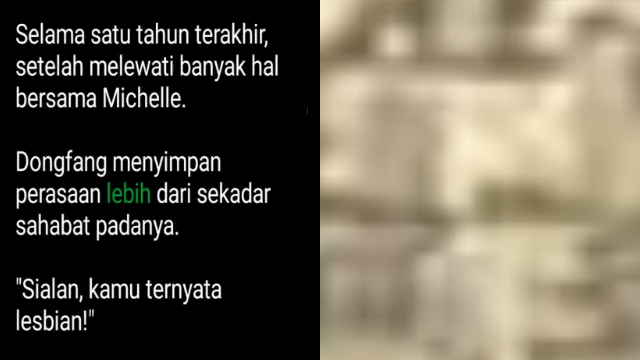 Selama satu tahun terakhir,
setelah melewati banyak hal
bersama Michelle.
Dongfang menyimpan
perasaan lebih dari sekadar
sahabat padanya.
"Sialan, kamu ternyata
lesbian!"